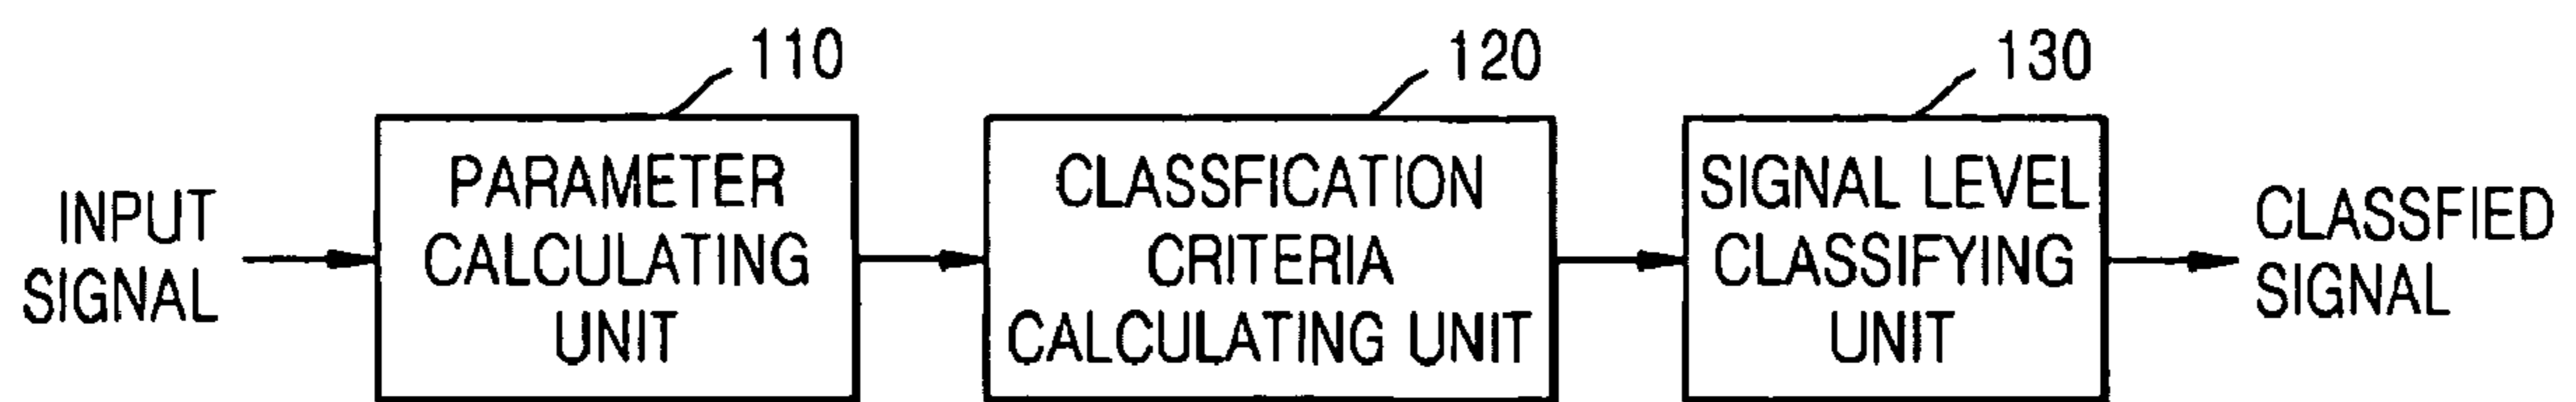 110
120
130
INPUT
SIGNAL
PARAMETER
CALCULATING
UNIT
CLASSFICATION
CRITERIA
CALCULATING UNIT
SIGNAL LEVEL
CLASSIFYING
UNIT
CLASSFIED
SIGNAL